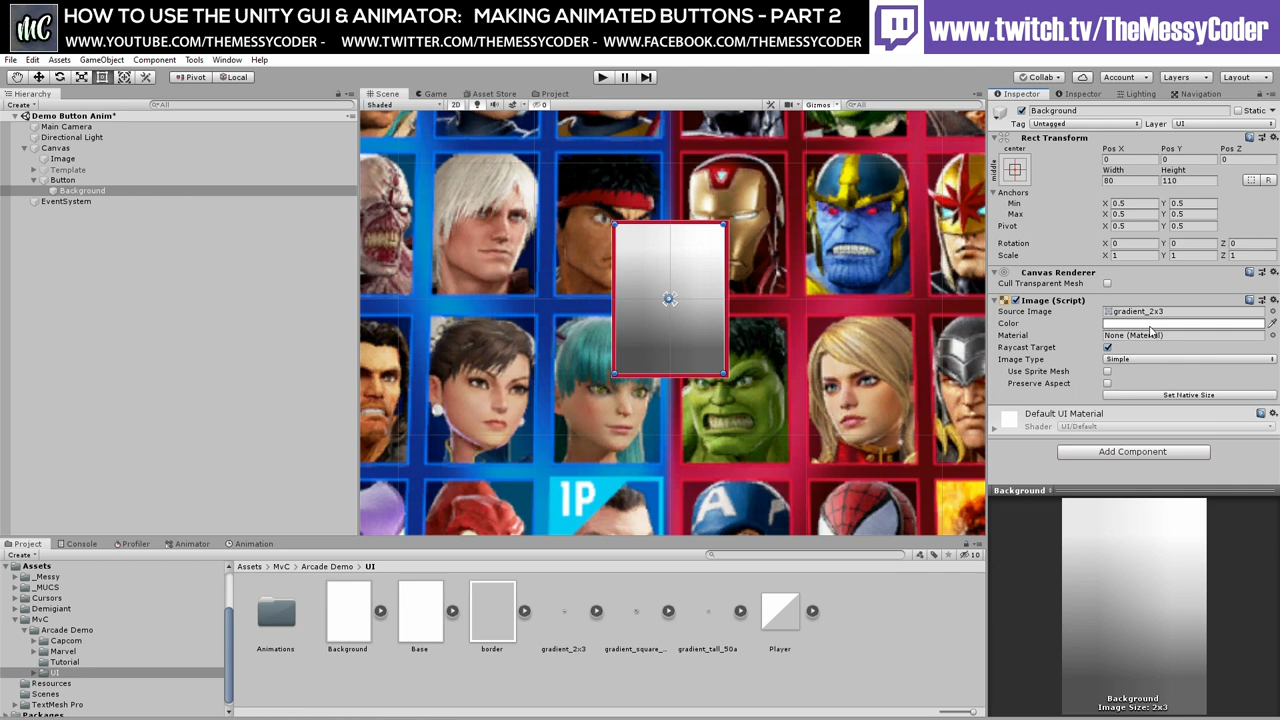 HOW TO USE THE UNITY GUI & ANIMATOR: MAKING ANIMATED BUTTONS - PART 2
WWW.YOUTUBE.COM/THEMESSYCODER - WWW.TWITTER.COM/THEMESSYCODER - WWW.FACEBOOK.COM/THEMESSYCODER
MC
www.twitch.tv/TheMessyCoder
File Edit Assets GameObject Component Tools Window Help
Pivot Local
Collab Account Layers Layout
Hierarchy
Create All
Demo Button Anim*
Main Camera
Directional Light
Canvas
Image
Template
Button
Background
EventSystem
Scene Game Asset Store Project
Shaded 2D 0 Gizmos All
1P
A
Inspector Inspector Lighting Navigation
Background Static
Tag Untagged Layer UI
Rect Transform
center Pos X Pos Y Pos Z
middle 0 0 0
Width Height
80 110 R
Anchors
Min X 0.5 Y 0.5
Max X 0.5 Y 0.5
Pivot X 0.5 Y 0.5
Rotation X 0 Y 0 Z 0
Scale X 1 Y 1 Z 1
Canvas Renderer
Cull Transparent Mesh
Image (Script)
Source Image gradient_2x3
Color
Material None (Material)
Raycast Target
Image Type Simple
Use Sprite Mesh
Preserve Aspect
Set Native Size
Default UI Material
Shader UI/Default
Add Component
Background
Background
Image Size: 2x3
Project Console Profiler Animator Animation
Create 10
Assets
_Messy
_MUCS
Cursors
Demigiant
MvC
Arcade Demo
Capcom
Marvel
Tutorial
UI
Resources
Scenes
TextMesh Pro
Packages
Assets MvC Arcade Demo UI
Animations Background Base border gradient_2x3 gradient_square_... gradient_tall_50a Player